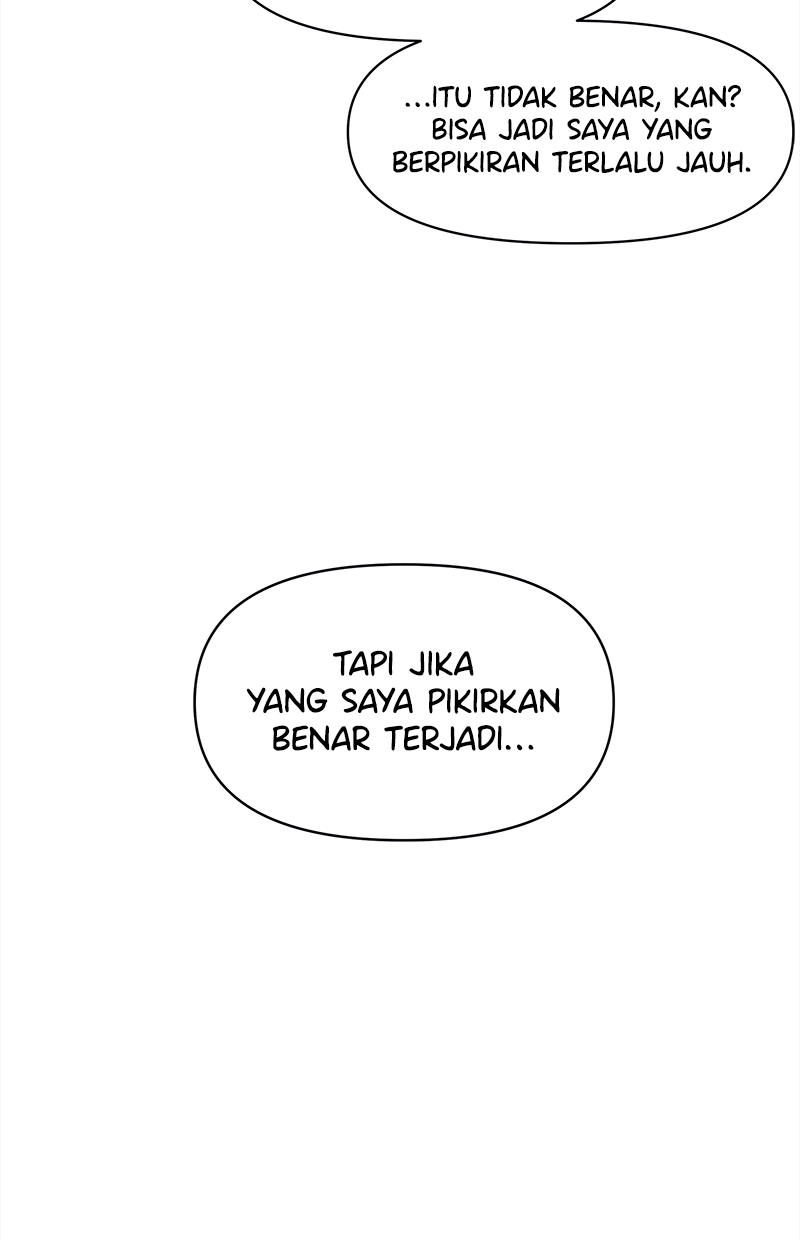 ...ITU TIDAK BENAR, KAN?
BISA JADI SAYA YANG
BERPIKIRAN TERLALU JAUH.
TAPI JIKA
YANG SAYA PIKIRKAN
BENAR TERJADI...